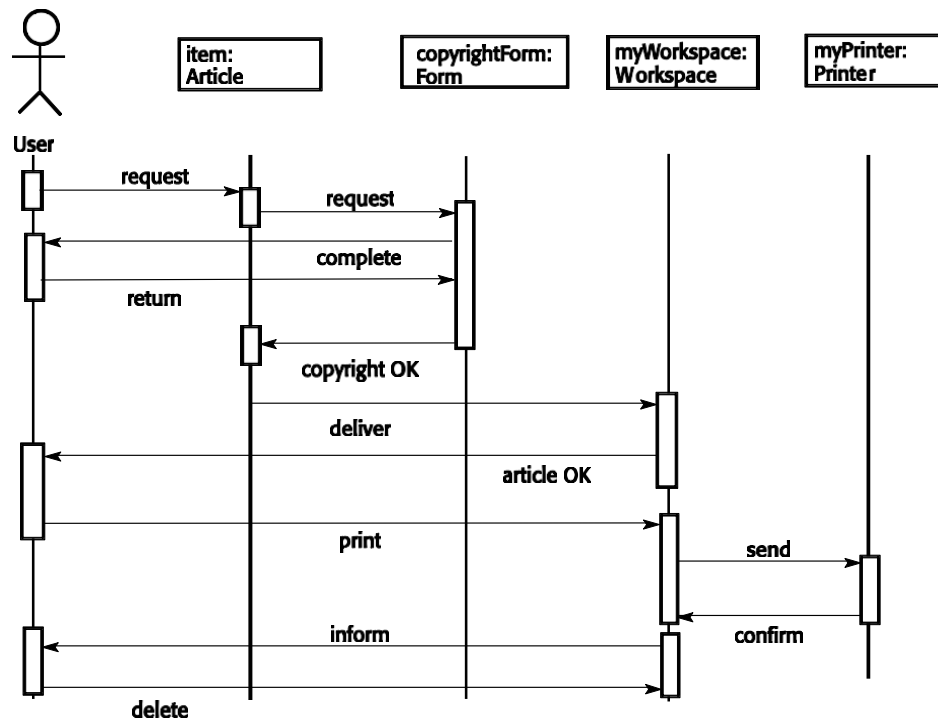 item:
Article
copyrightForm:
Form
myWorkspace:
Workspace
myPrinter:
Printer
User
request
request
complete
return
copyright OK
deliver
article OK
print
send
confirm
inform
delete